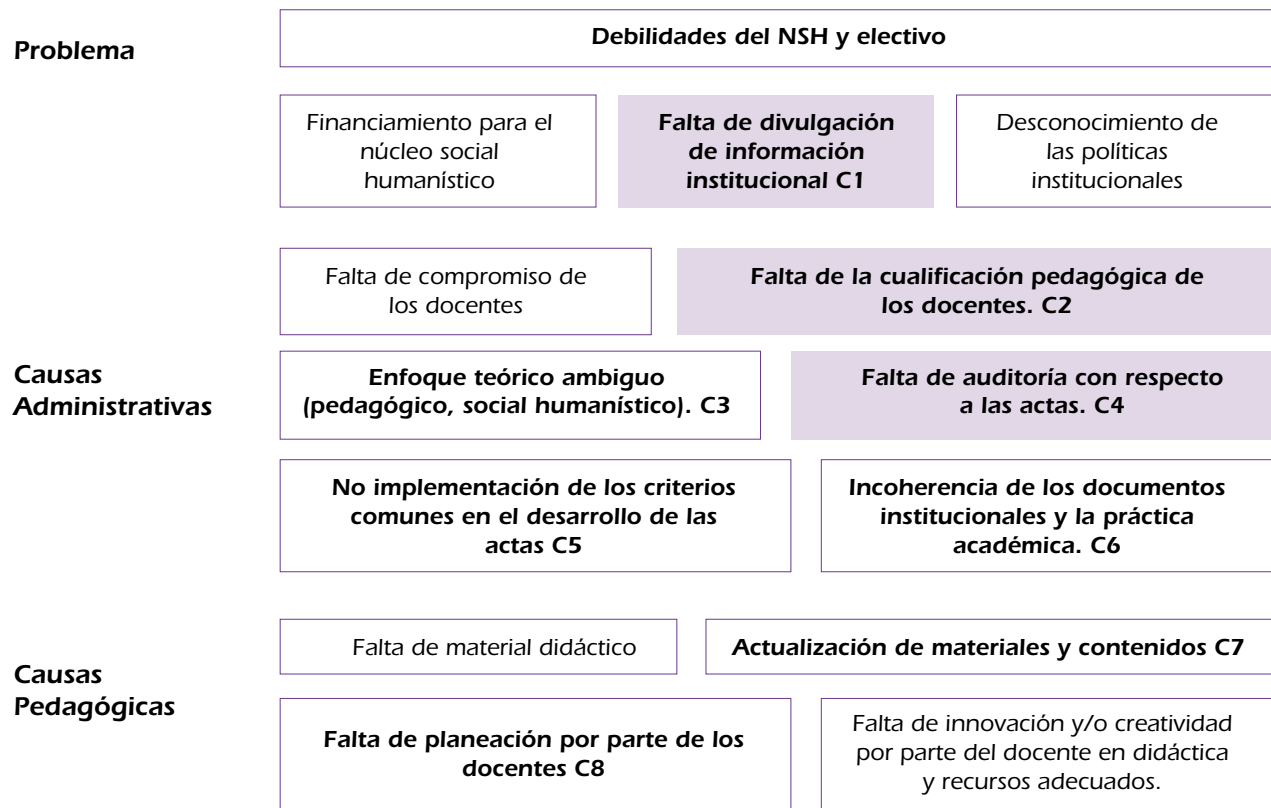 Problema
Debilidades del NSH y electivo
Financiamiento para el
núcleo social
humanístico
Falta de divulgación
de información
institucional C1
Desconocimiento de
las políticas
institucionales
Falta de compromiso de
los docentes
Falta de la cualificación pedagógica de
los docentes. C2
Causas
Administrativas
Enfoque teórico ambiguo
(pedagógico, social humanístico). C3
Falta de auditoría con respecto
a las actas. C4
No implementación de los criterios
comunes en el desarrollo de las
actas C5
Incoherencia de los documentos
institucionales y la práctica
académica. C6
Causas
Pedagógicas
Falta de material didáctico
Actualización de materiales y contenidos C7
Falta de planeación por parte de los
docentes C8
Falta de innovación y/o creatividad
por parte del docente en didáctica
y recursos adecuados.